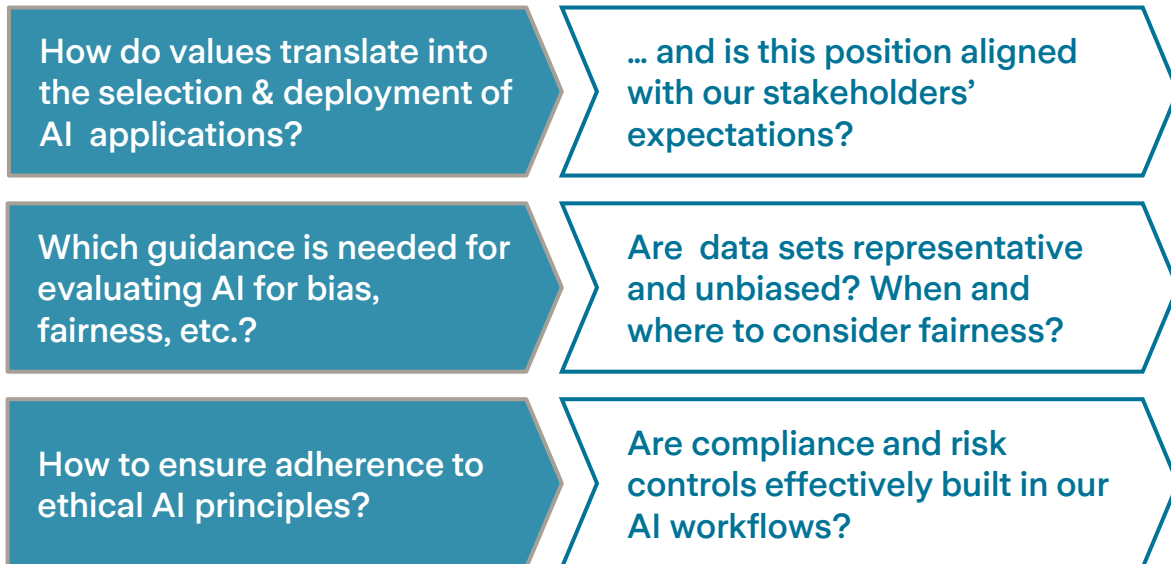 How do values translate into
the selection & deployment of
AI applications?
… and is this position aligned
with our stakeholders’
expectations?
Which guidance is needed for
evaluating AI for bias,
fairness, etc.?
Are data sets representative
and unbiased? When and
where to consider fairness?
How to ensure adherence to
ethical AI principles?
Are compliance and risk
controls effectively built in our
AI workflows?